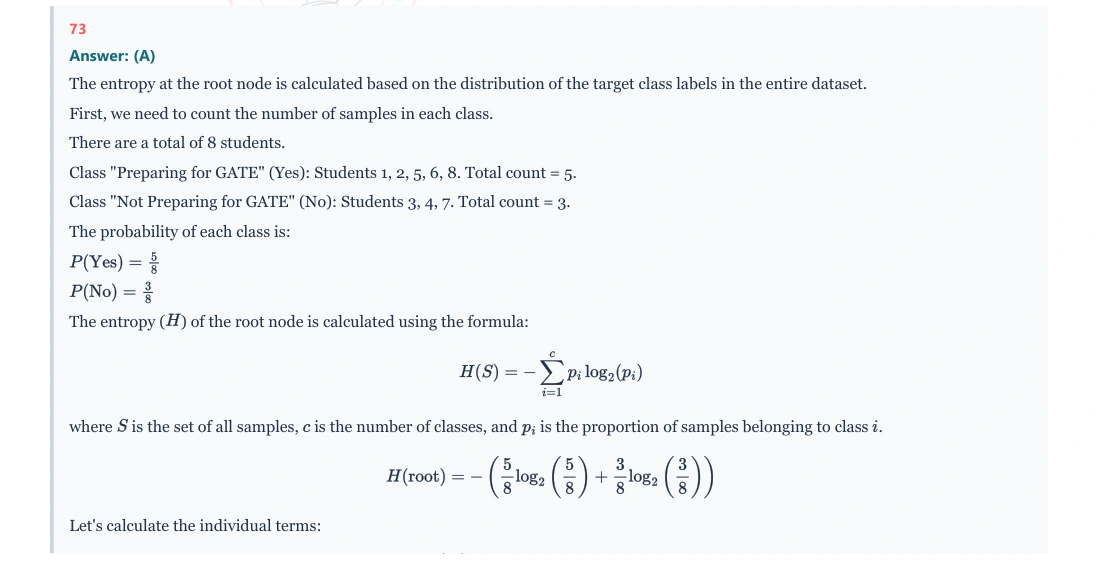 73
Answer: (A)
The entropy at the root node is calculated based on the distribution of the target class labels in the entire dataset.
First, we need to count the number of samples in each class.
There are a total of 8 students.
Class "Preparing for GATE" (Yes): Students 1, 2, 5, 6, 8. Total count = 5.
Class "Not Preparing for GATE" (No): Students 3, 4, 7. Total count = 3.
The probability of each class is:
P(Yes) = 5/8
P(No) = 3/8
The entropy (H) of the root node is calculated using the formula:
H(S) = − ∑_{i=1}^{c} p_i log₂(p_i)
where S is the set of all samples, c is the number of classes, and p_i is the proportion of samples belonging to class i.
H(root) = − (5/8 log₂ (5/8) + 3/8 log₂ (3/8))
Let's calculate the individual terms: